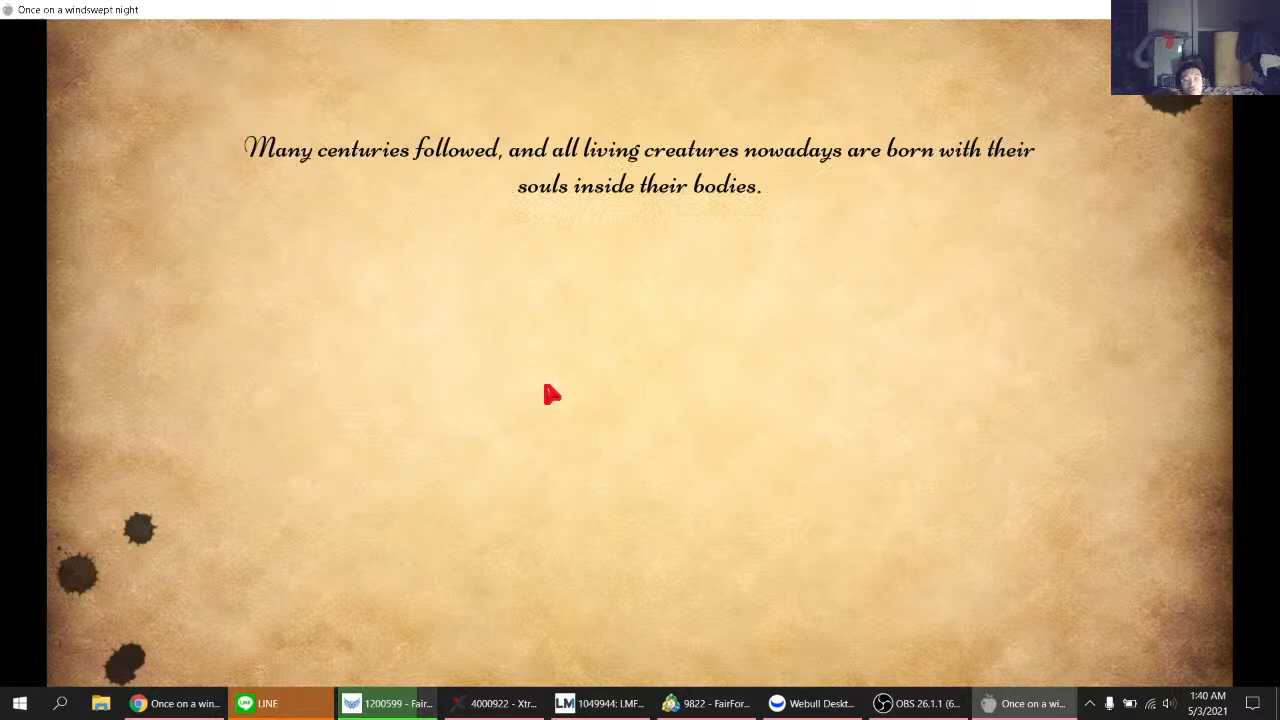 Once on a windswept night
Many centuries followed, and all living creatures nowadays are born with their
souls inside their bodies.
Once on a win...
LINE
1200599 - Fair...
4000922 - Xtr...
LM
1049944: LMF...
9822 - FairFor...
Webull Deskt...
OBS 26.1.1 (6...
Once on a wi...
1:40 AM
5/3/2021